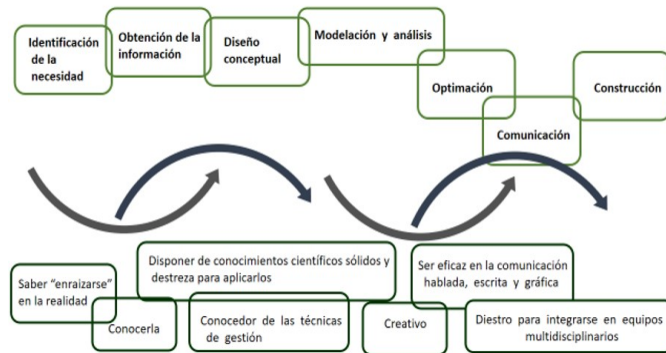 Identificación
de la
necesidad
Obtención de la
información
Diseño
conceptual
Modelación y análisis
Optimación
Comunicación
Construcción
Saber "enraizarse"
en la realidad
Conocerla
Disponer de conocimientos científicos sólidos y
destreza para aplicarlos
Conocedor de las técnicas
de gestión
Creativo
Ser eficaz en la comunicación
hablada, escrita y gráfica
Diestro para integrarse en equipos
multidisciplinarios